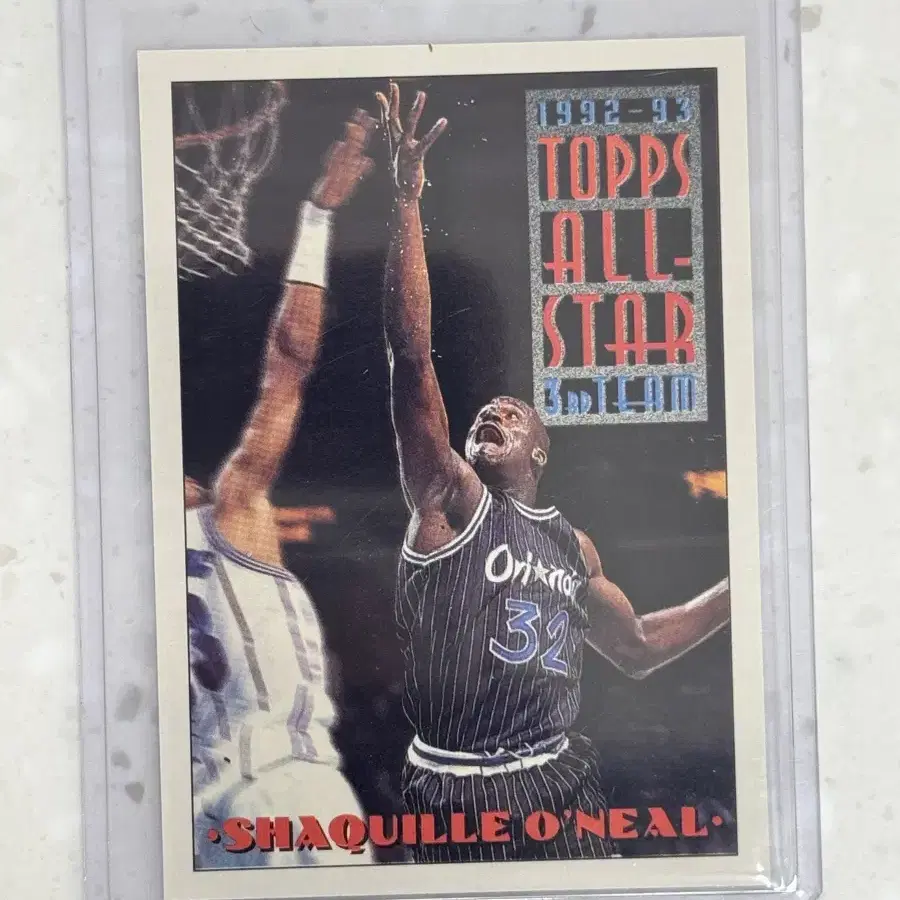 1992-93
TOPPS
ALL-
STAR
3RD TEAM
Orlando
32
•SHAQUILLE O'NEAL•